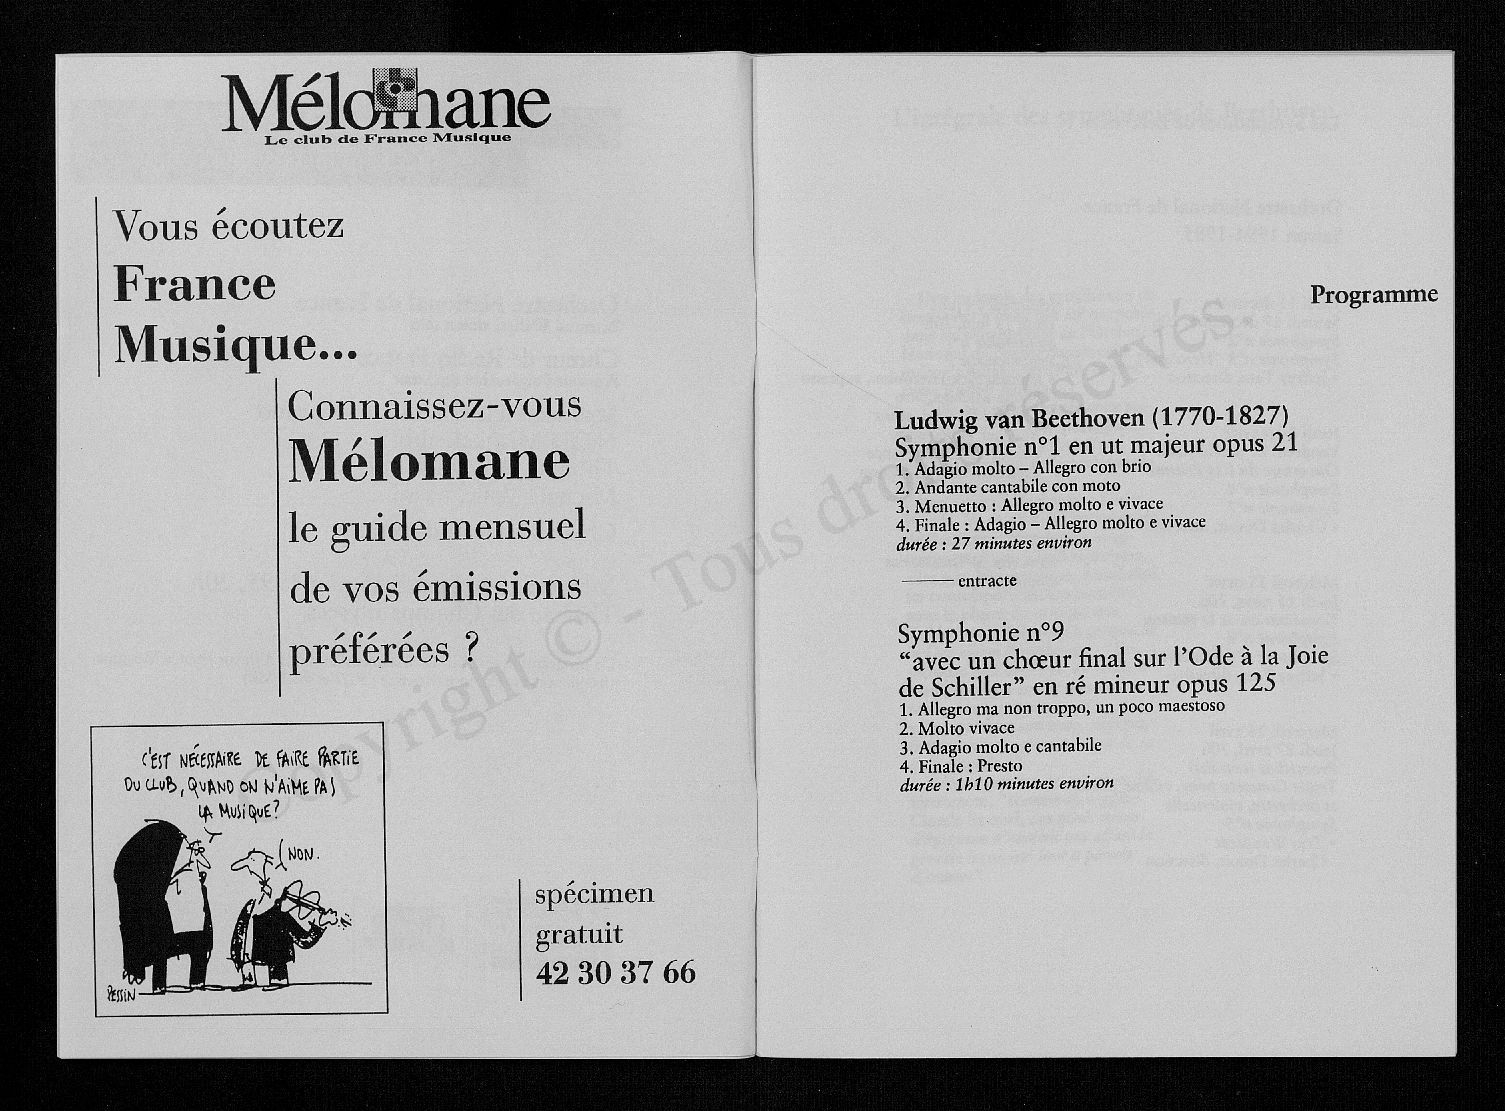 Mélomane
Le club de France Musique
Vous écoutez
France
Musique...
Connaissez-vous
Mélomane
le guide mensuel
de vos émissions
préférées ?
C'EST NÉCESSAIRE DE FAIRE PARTIE
DU CLUB, QUAND ON N'AIME PAS
LA MUSIQUE?
NON.
PESSIN
spécimen
gratuit
42 30 37 66
Programme
Ludwig van Beethoven (1770-1827)
Symphonie n°1 en ut majeur opus 21
1. Adagio molto – Allegro con brio
2. Andante cantabile con moto
3. Menuetto : Allegro molto e vivace
4. Finale : Adagio – Allegro molto e vivace
durée : 27 minutes environ
entracte
Symphonie n°9
“avec un chœur final sur l'Ode à la Joie
de Schiller” en ré mineur opus 125
1. Allegro ma non troppo, un poco maestoso
2. Molto vivace
3. Adagio molto e cantabile
4. Finale : Presto
durée : 1h10 minutes environ
Copyright © - Tous droits réservés.